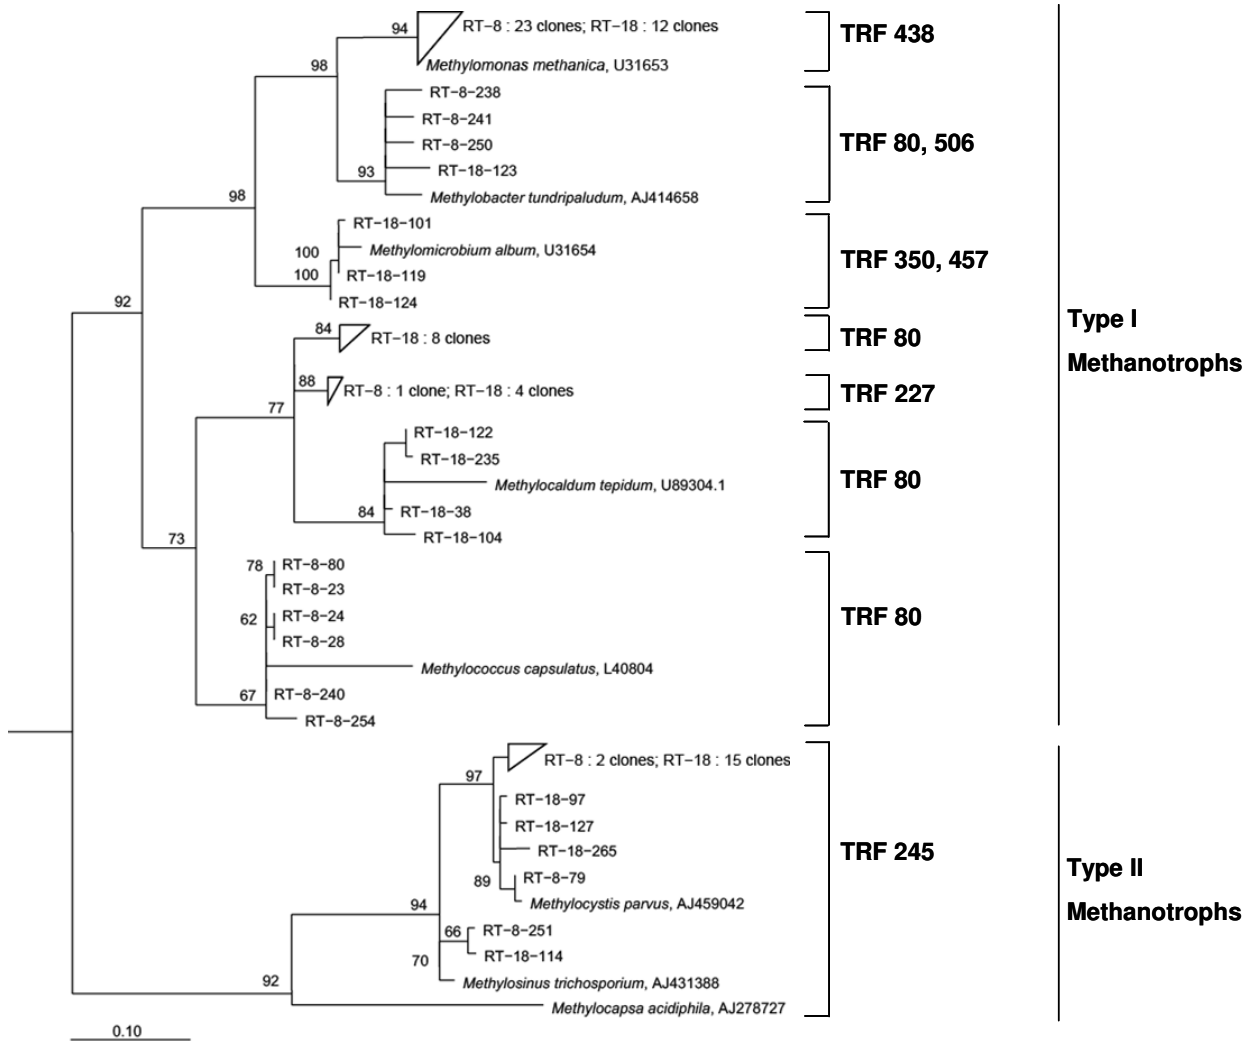 94
RT−8 : 23 clones; RT−18 : 12 clones
Methylomonas methanica, U31653
TRF 438
98
RT−8−238
RT−8−241
RT−8−250
RT−18−123
93
Methylobacter tundripaludum, AJ414658
TRF 80, 506
98
RT−18−101
100
Methylomicrobium album, U31654
100
RT−18−119
RT−18−124
TRF 350, 457
92
84
RT−18 : 8 clones
TRF 80
88
RT−8 : 1 clone; RT−18 : 4 clones
TRF 227
77
RT−18−122
RT−18−235
Methylocaldum tepidum, U89304.1
84
RT−18−38
RT−18−104
TRF 80
73
78
RT−8−80
RT−8−23
62
RT−8−24
RT−8−28
Methylococcus capsulatus, L40804
67
RT−8−240
RT−8−254
TRF 80
Type I
Methanotrophs
RT−8 : 2 clones; RT−18 : 15 clones
97
RT−18−97
RT−18−127
RT−18−265
89
RT−8−79
Methylocystis parvus, AJ459042
94
66
RT−8−251
RT−18−114
70
Methylosinus trichosporium, AJ431388
92
Methylocapsa acidiphila, AJ278727
TRF 245
Type II
Methanotrophs
0.10